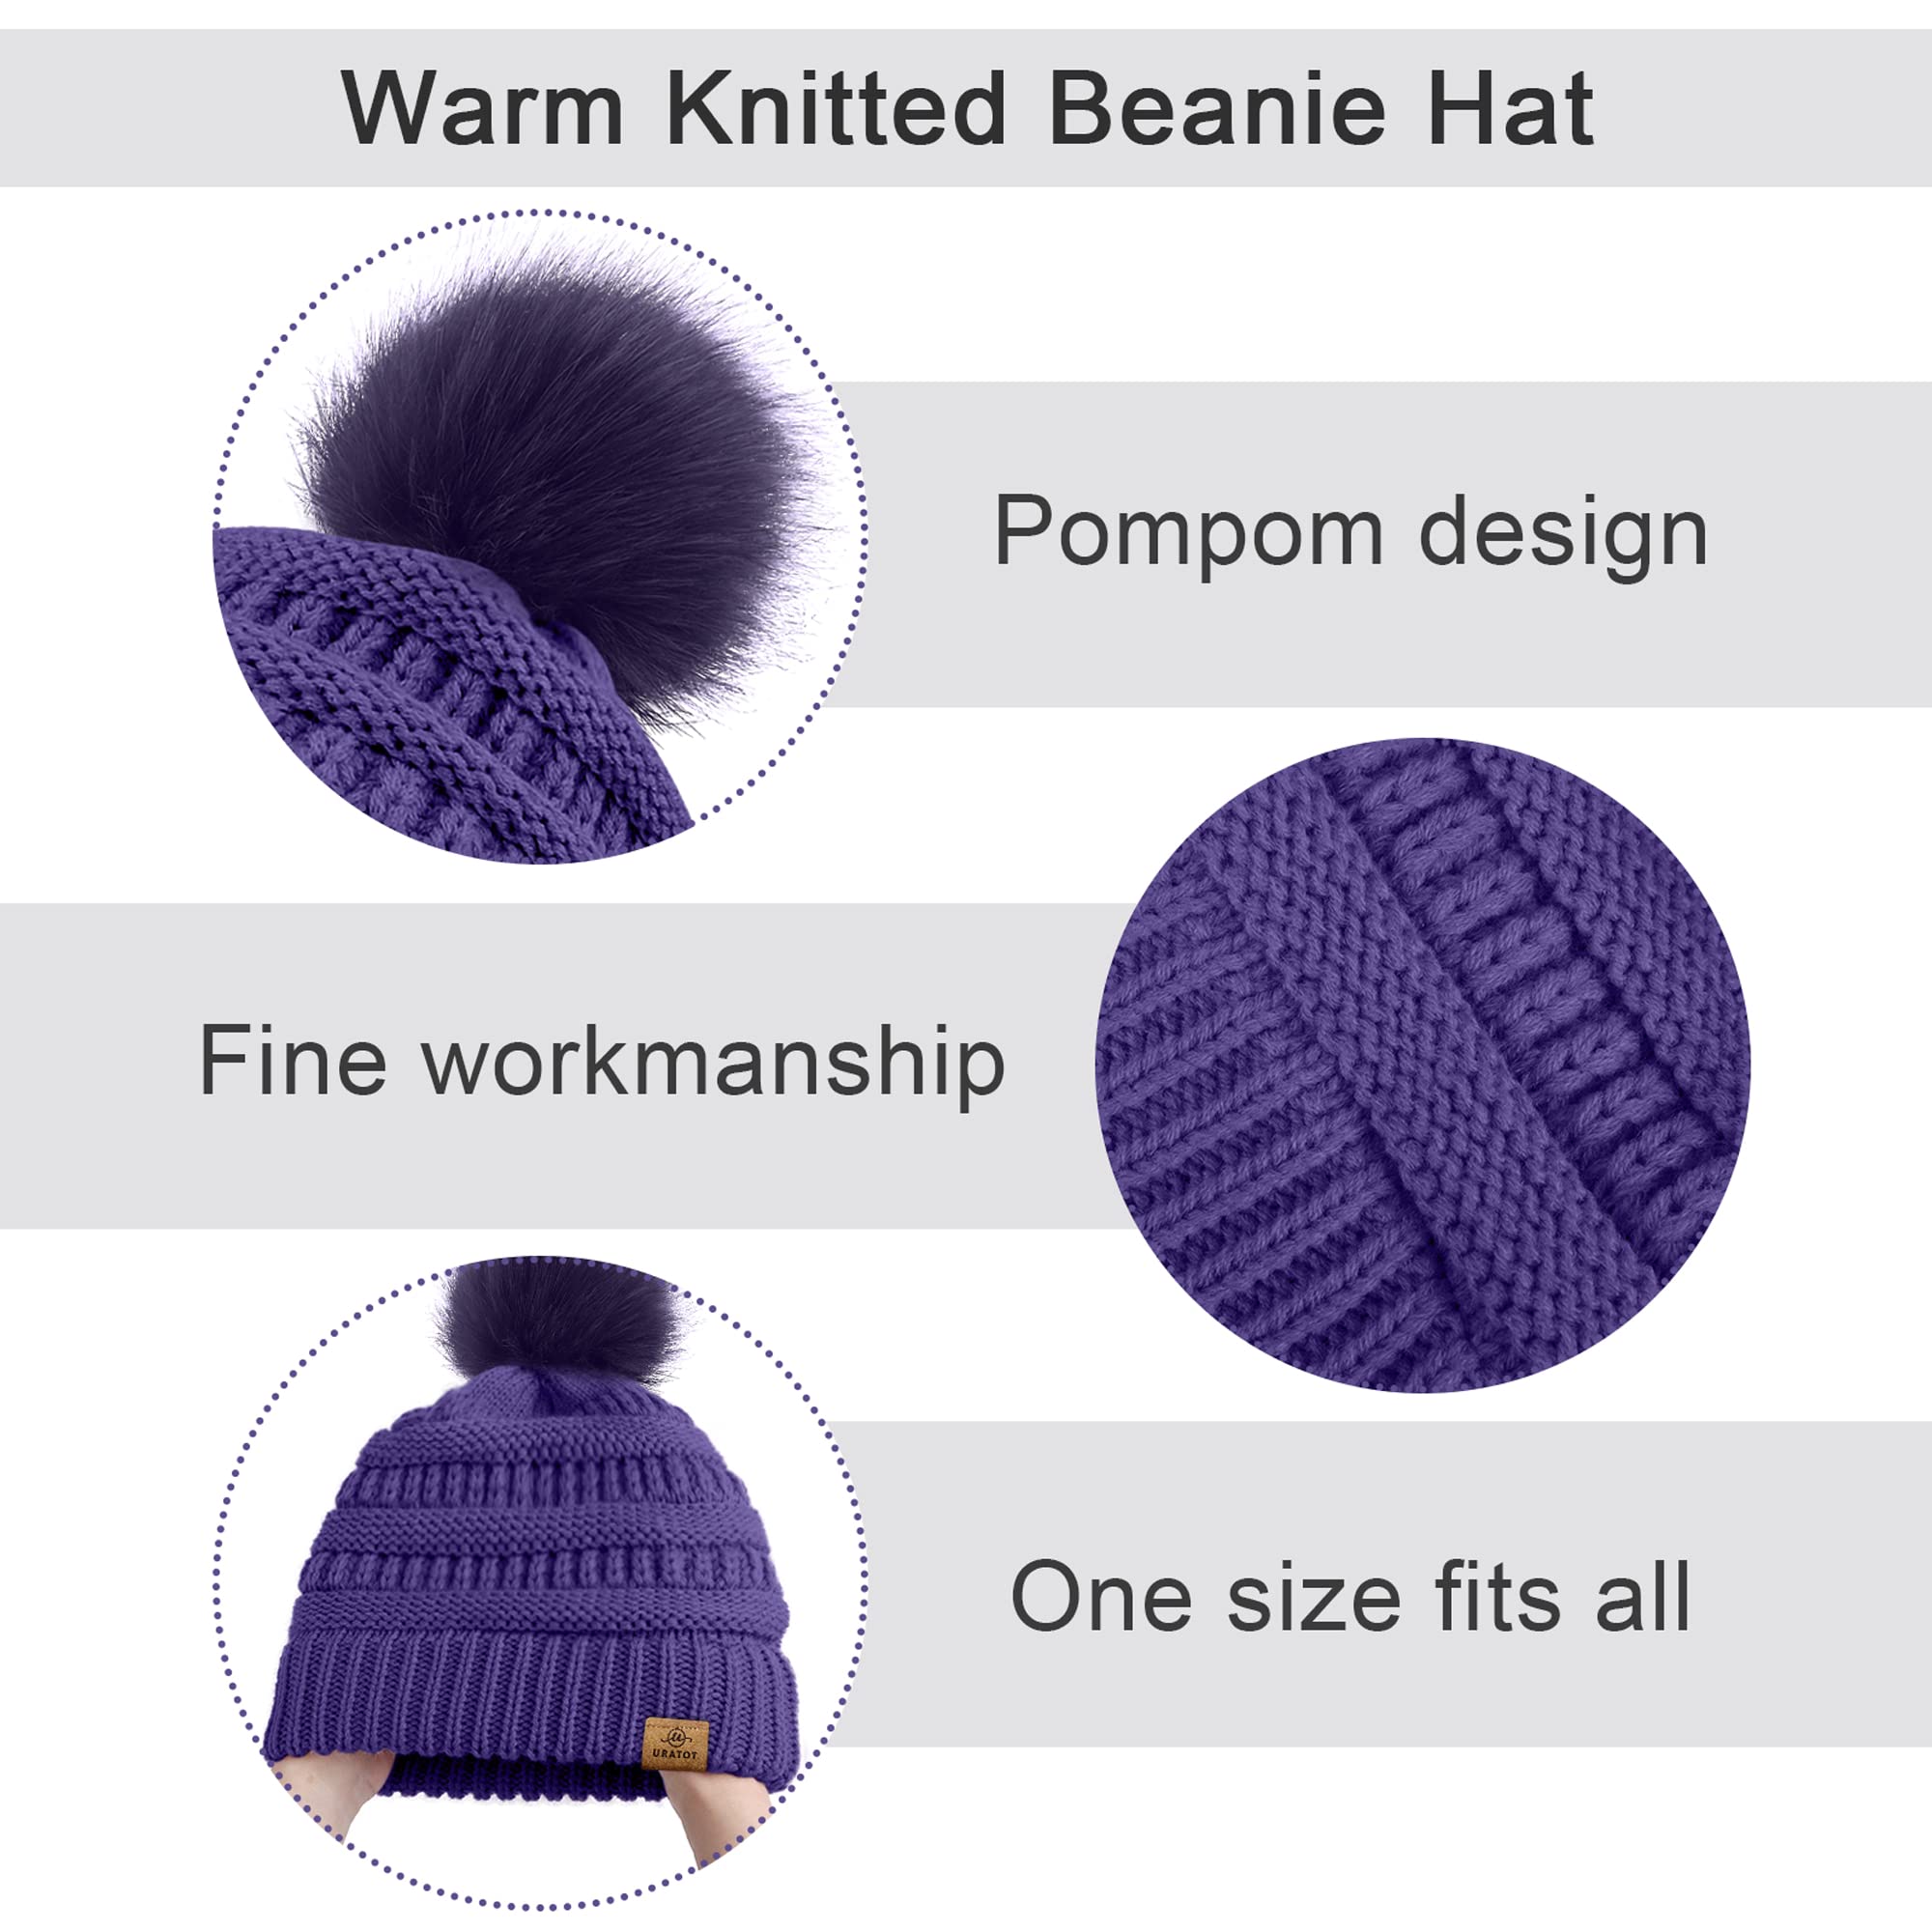 Warm Knitted Beanie Hat
Pompom design
Fine workmanship
One size fits all
URATOT